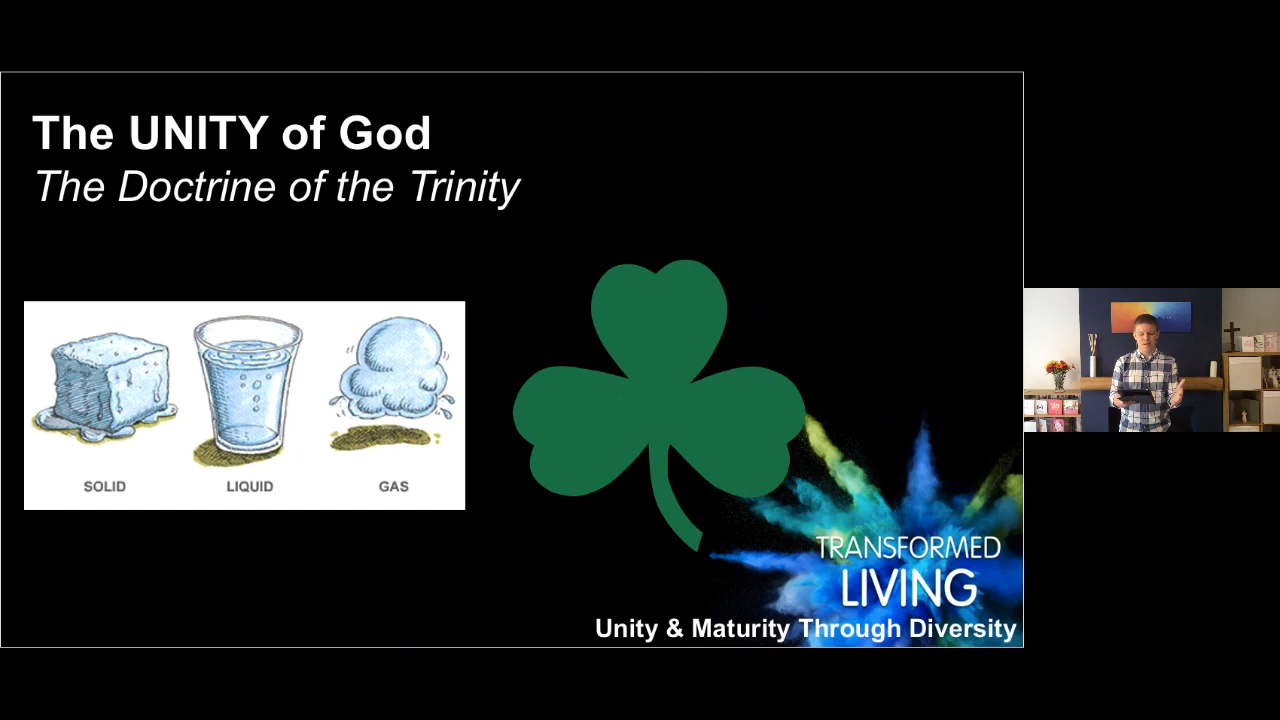 The UNITY of God
The Doctrine of the Trinity
SOLID LIQUID GAS
TRANSFORMED
LIVING
Unity & Maturity Through Diversity